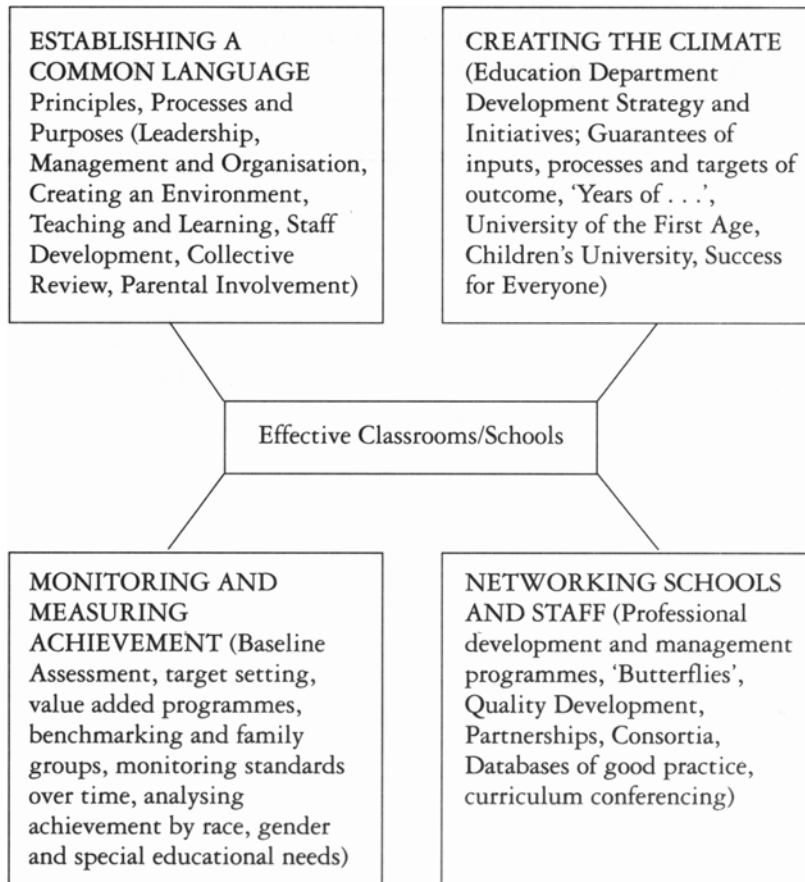 ESTABLISHING A
COMMON LANGUAGE
Principles, Processes and
Purposes (Leadership,
Management and Organisation,
Creating an Environment,
Teaching and Learning, Staff
Development, Collective
Review, Parental Involvement)
CREATING THE CLIMATE
(Education Department
Development Strategy and
Initiatives; Guarantees of
inputs, processes and targets of
outcome, ‘Years of . . .’,
University of the First Age,
Children’s University, Success
for Everyone)
Effective Classrooms/Schools
MONITORING AND
MEASURING
ACHIEVEMENT (Baseline
Assessment, target setting,
value added programmes,
benchmarking and family
groups, monitoring standards
over time, analysing
achievement by race, gender
and special educational needs)
NETWORKING SCHOOLS
AND STAFF (Professional
development and management
programmes, ‘Butterflies’,
Quality Development,
Partnerships, Consortia,
Databases of good practice,
curriculum conferencing)